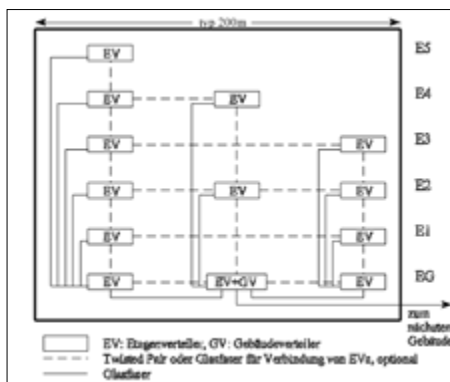 typ 200m
EV E5
EV EV E4
EV EV E3
EV EV EV E2
EV EV E1
EV EV+GV EV EG
zum
nächsten
Gebäude
EV: Etagenverteiler, GV: Gebäudeverteiler
Twisted Pair oder Glasfaser für Verbindung von EVs, optional
Glasfaser